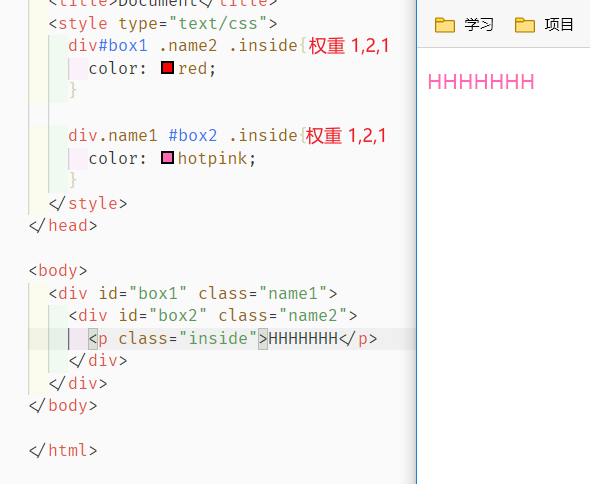 <title>Document</title>
<style type="text/css">
div#box1 .name2 .inside{权重 1,2,1
color: red;
}
div.name1 #box2 .inside{权重 1,2,1
color: hotpink;
}
</style>
</head>
<body>
<div id="box1" class="name1">
<div id="box2" class="name2">
<p class="inside">HHHHHHH</p>
</div>
</div>
</body>
</html>
学习 项目
HHHHHHH